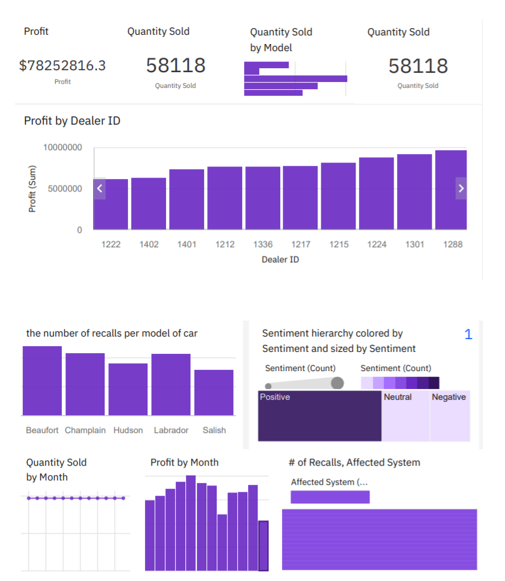 Profit
$78252816.3
Profit
Quantity Sold
58118
Quantity Sold
Quantity Sold
by Model
Quantity Sold
58118
Quantity Sold
Profit by Dealer ID
Profit (Sum)
10000000
5000000
0
1222 1402 1401 1212 1336 1217 1215 1224 1301 1288
Dealer ID
the number of recalls per model of car
Beaufort Champlain Hudson Labrador Salish
Sentiment hierarchy colored by
Sentiment and sized by Sentiment
1
Sentiment (Count) Sentiment (Count)
Positive Neutral Negative
Quantity Sold
by Month
Profit by Month
# of Recalls, Affected System
Affected System (...